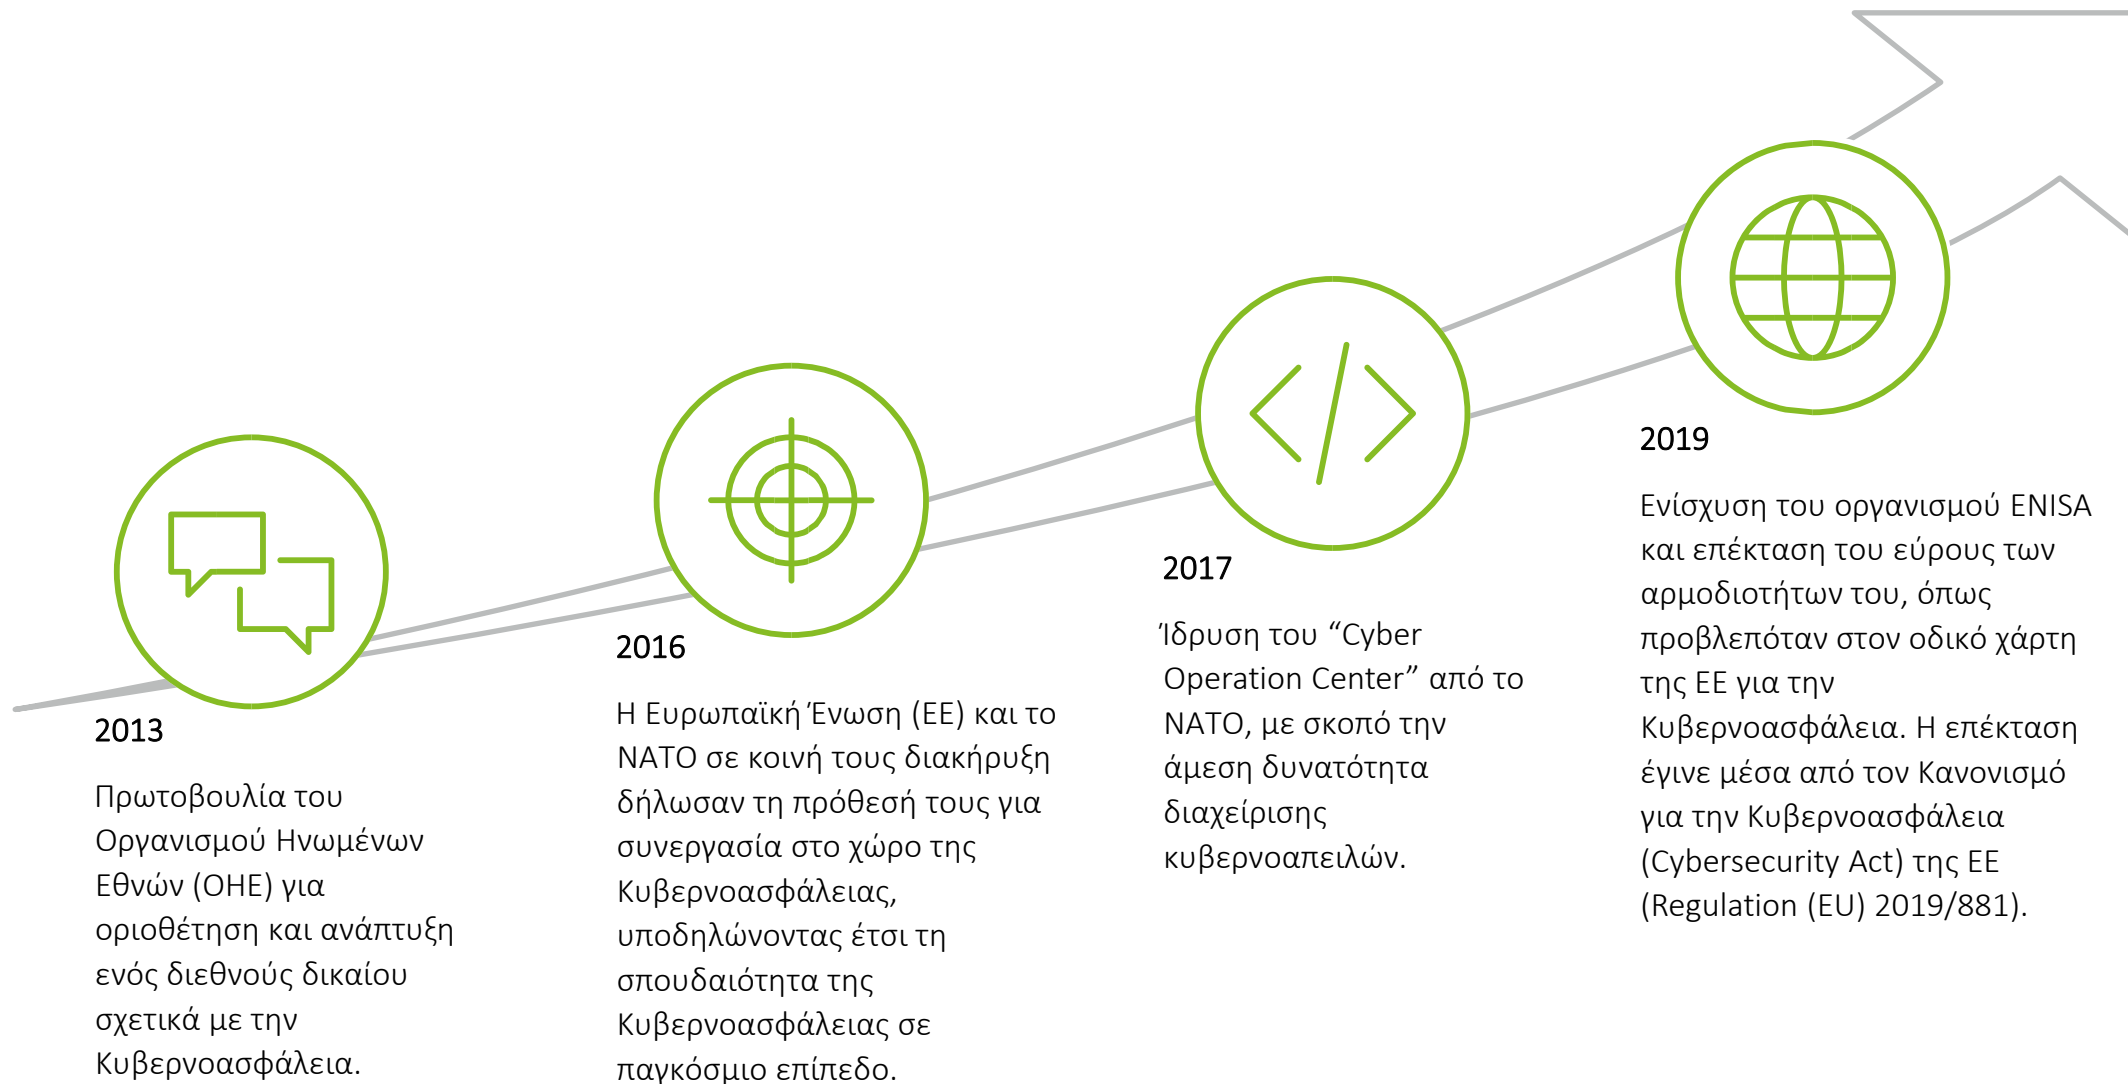 2013
Πρωτοβουλία του
Οργανισμού Ηνωμένων
Εθνών (ΟΗΕ) για
οριοθέτηση και ανάπτυξη
ενός διεθνούς δικαίου
σχετικά με την
Κυβερνοασφάλεια.
2016
Η Ευρωπαϊκή Ένωση (ΕΕ) και το
ΝΑΤΟ σε κοινή τους διακήρυξη
δήλωσαν τη πρόθεσή τους για
συνεργασία στο χώρο της
Κυβερνοασφάλειας,
υποδηλώνοντας έτσι τη
σπουδαιότητα της
Κυβερνοασφάλειας σε
παγκόσμιο επίπεδο.
2017
Ίδρυση του “Cyber
Operation Center” από το
ΝΑΤΟ, με σκοπό την
άμεση δυνατότητα
διαχείρισης
κυβερνοαπειλών.
2019
Ενίσχυση του οργανισμού ENISA
και επέκταση του εύρους των
αρμοδιοτήτων του, όπως
προβλεπόταν στον οδικό χάρτη
της ΕΕ για την
Κυβερνοασφάλεια. Η επέκταση
έγινε μέσα από τον Κανονισμό
για την Κυβερνοασφάλεια
(Cybersecurity Act) της ΕΕ
(Regulation (EU) 2019/881).